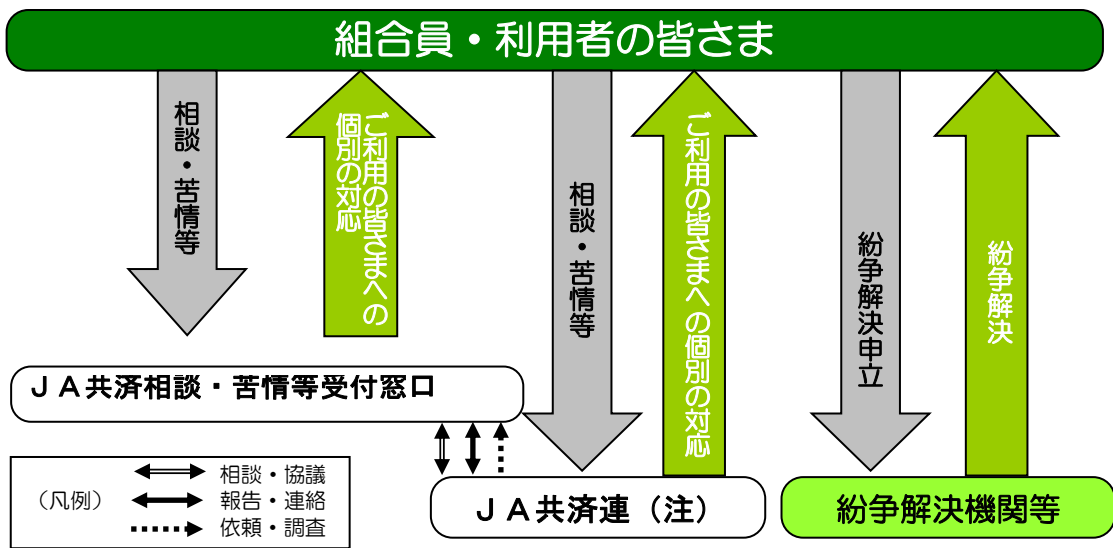 組合員・利用者の皆さま
相談・苦情等
ご利用の皆さまへの
個別の対応
相談・苦情等
ご利用の皆さまへの個別の対応
紛争解決申立
紛争解決
ＪＡ共済相談・苦情等受付窓口
（凡例）
相談・協議
報告・連絡
依頼・調査
ＪＡ共済連（注）
紛争解決機関等